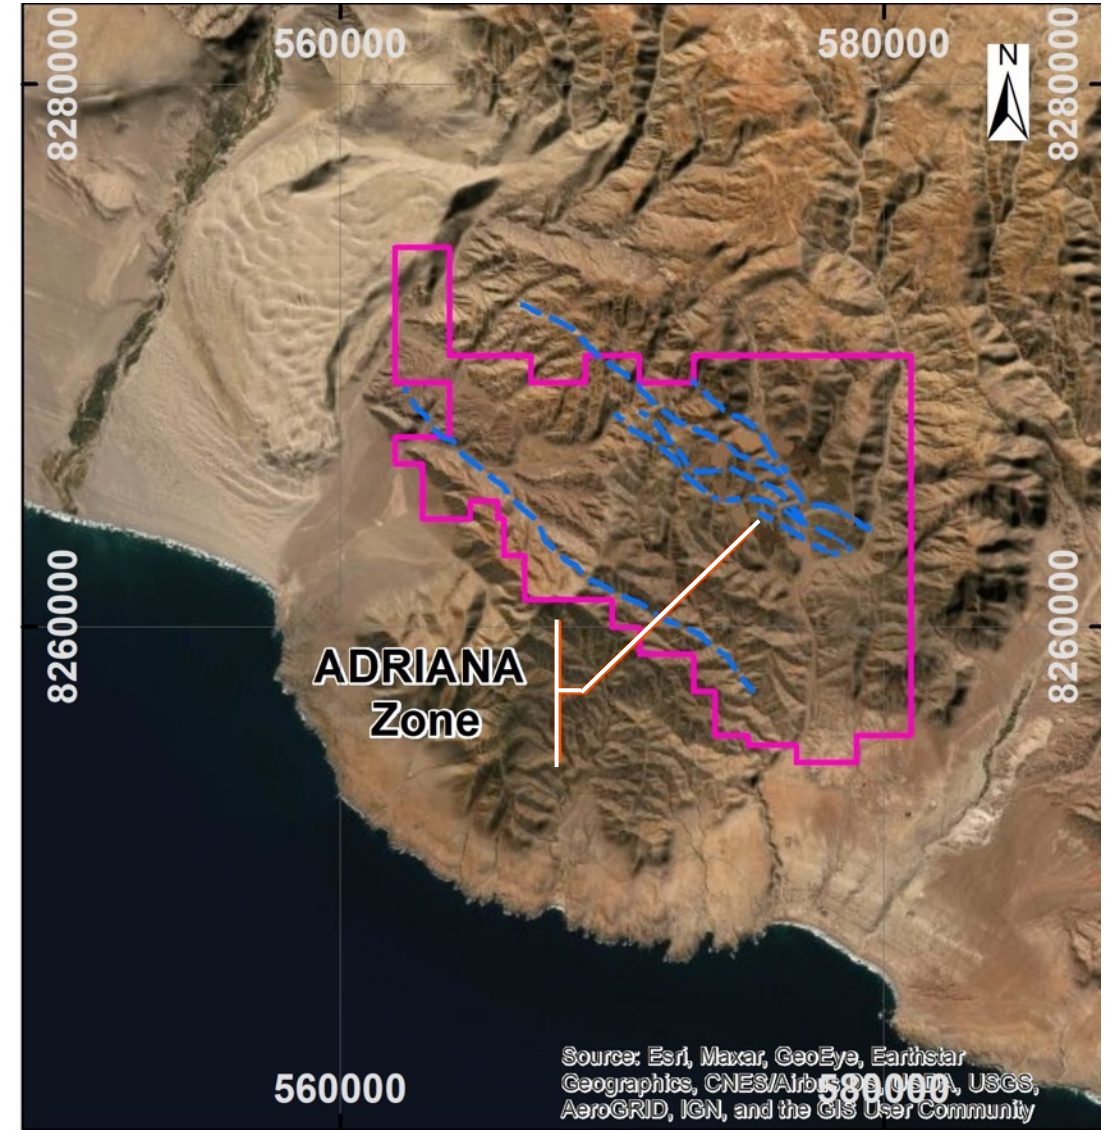 560000
580000
8280000
8280000
N
8260000
8260000
ADRIANA
Zone
560000
580000
Source: Esri, Maxar, GeoEye, Earthstar
Geographics, CNES/Airbus DS, USDA, USGS,
AeroGRID, IGN, and the GIS User Community